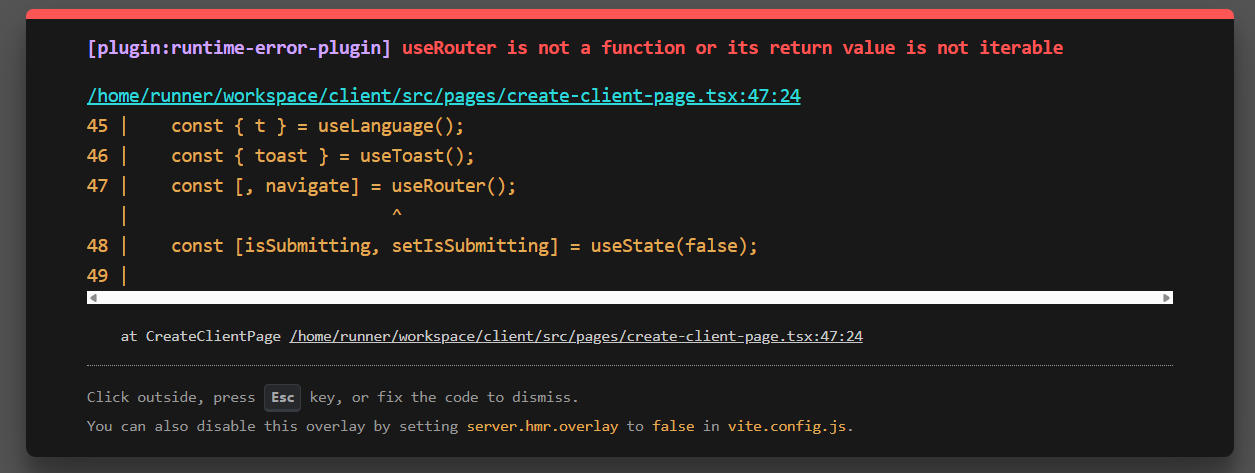 [plugin:runtime-error-plugin] useRouter is not a function or its return value is not iterable
/home/runner/workspace/client/src/pages/create-client-page.tsx:47:24
45 |    const { t } = useLanguage();
46 |    const { toast } = useToast();
47 |    const [, navigate] = useRouter();
   |                         ^
48 |    const [isSubmitting, setIsSubmitting] = useState(false);
49 |
at CreateClientPage /home/runner/workspace/client/src/pages/create-client-page.tsx:47:24
Click outside, press Esc key, or fix the code to dismiss.
You can also disable this overlay by setting server.hmr.overlay to false in vite.config.js.